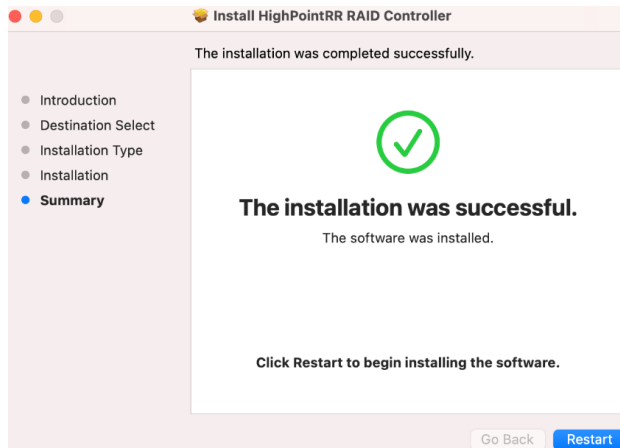 Install HighPointRR RAID Controller
The installation was completed successfully.
Introduction
Destination Select
Installation Type
Installation
Summary
The installation was successful.
The software was installed.
Click Restart to begin installing the software.
Go Back
Restart